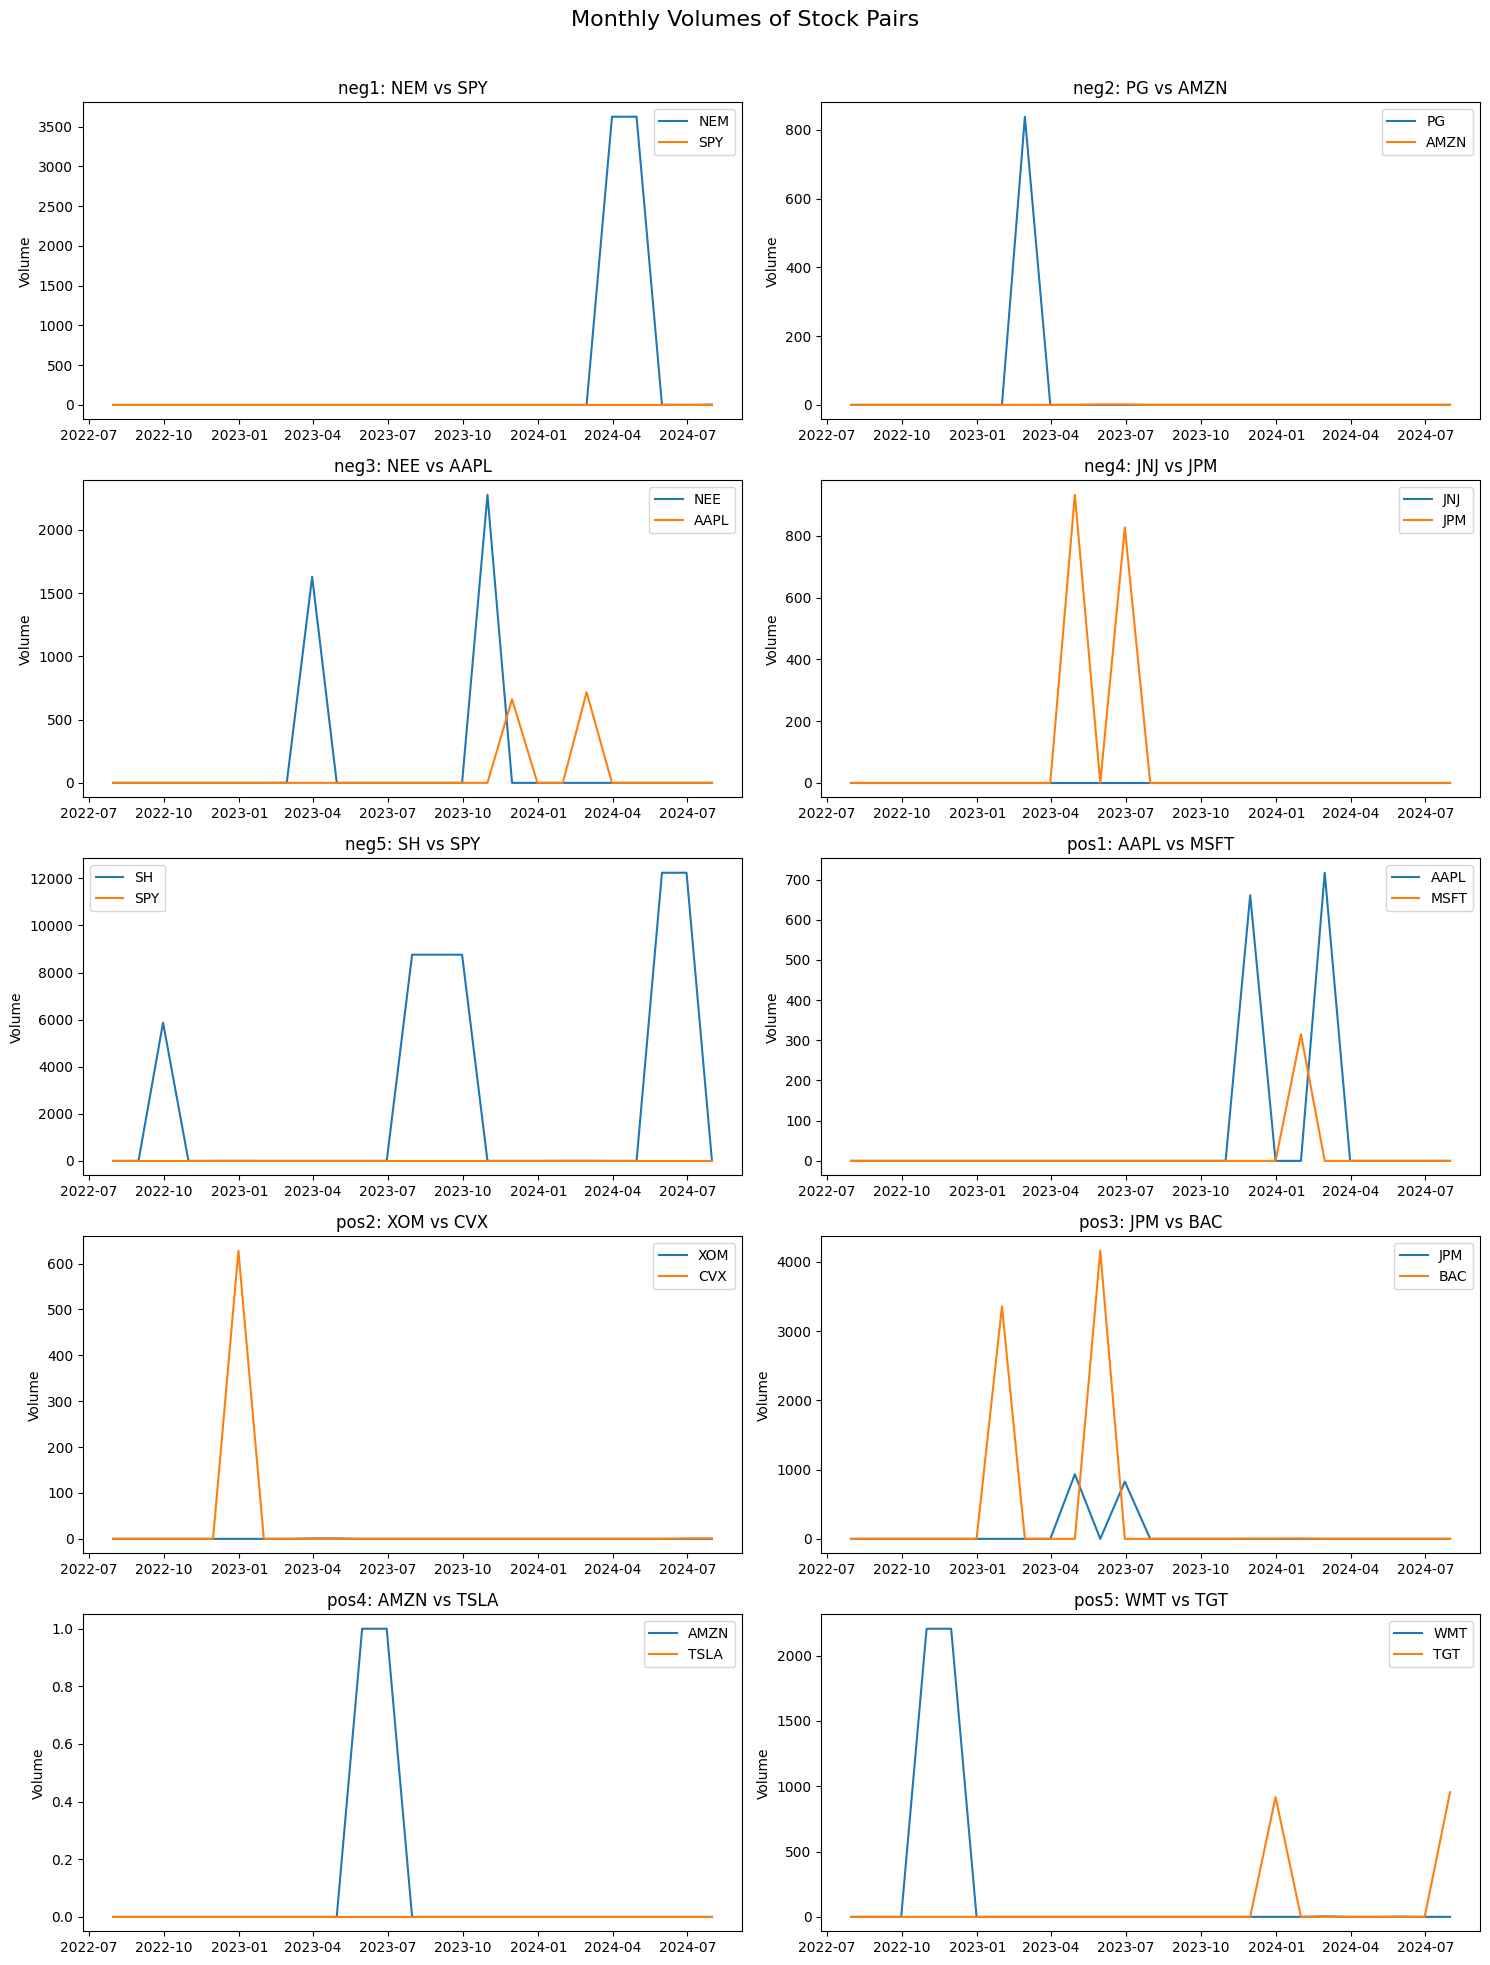 Monthly Volumes of Stock Pairs
neg1: NEM vs SPY
Volume
3500
3000
2500
2000
1500
1000
500
0
NEM
SPY
2022-07 2022-10 2023-01 2023-04 2023-07 2023-10 2024-01 2024-04 2024-07
neg2: PG vs AMZN
Volume
800
600
400
200
0
PG
AMZN
2022-07 2022-10 2023-01 2023-04 2023-07 2023-10 2024-01 2024-04 2024-07
neg3: NEE vs AAPL
Volume
2000
1500
1000
500
0
NEE
AAPL
2022-07 2022-10 2023-01 2023-04 2023-07 2023-10 2024-01 2024-04 2024-07
neg4: JNJ vs JPM
Volume
800
600
400
200
0
JNJ
JPM
2022-07 2022-10 2023-01 2023-04 2023-07 2023-10 2024-01 2024-04 2024-07
neg5: SH vs SPY
Volume
12000
10000
8000
6000
4000
2000
0
SH
SPY
2022-07 2022-10 2023-01 2023-04 2023-07 2023-10 2024-01 2024-04 2024-07
pos1: AAPL vs MSFT
Volume
700
600
500
400
300
200
100
0
AAPL
MSFT
2022-07 2022-10 2023-01 2023-04 2023-07 2023-10 2024-01 2024-04 2024-07
pos2: XOM vs CVX
Volume
600
500
400
300
200
100
0
XOM
CVX
2022-07 2022-10 2023-01 2023-04 2023-07 2023-10 2024-01 2024-04 2024-07
pos3: JPM vs BAC
Volume
4000
3000
2000
1000
0
JPM
BAC
2022-07 2022-10 2023-01 2023-04 2023-07 2023-10 2024-01 2024-04 2024-07
pos4: AMZN vs TSLA
Volume
1.0
0.8
0.6
0.4
0.2
0.0
AMZN
TSLA
2022-07 2022-10 2023-01 2023-04 2023-07 2023-10 2024-01 2024-04 2024-07
pos5: WMT vs TGT
Volume
2000
1500
1000
500
0
WMT
TGT
2022-07 2022-10 2023-01 2023-04 2023-07 2023-10 2024-01 2024-04 2024-07